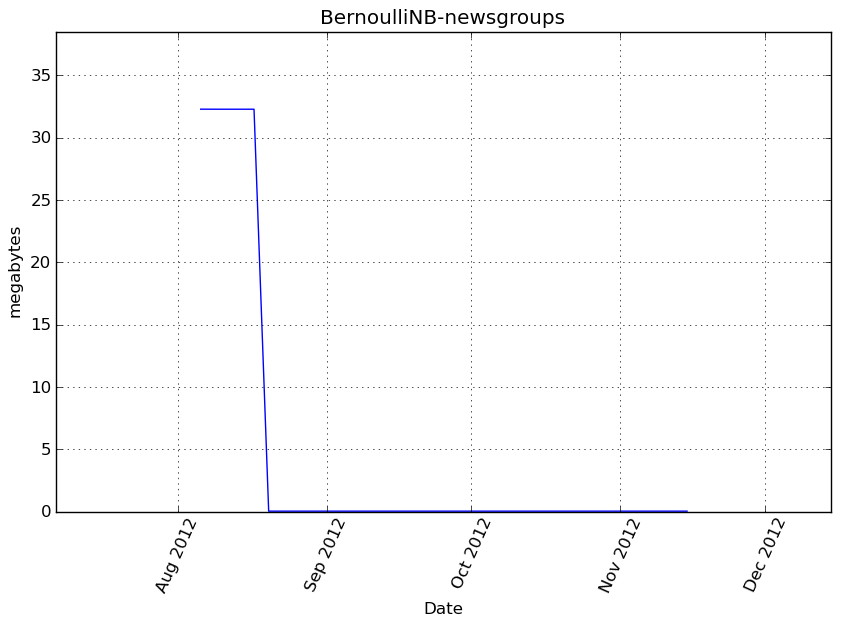 BernoulliNB-newsgroups
35
30
25
20
15
10
5
0
megabytes
Aug 2012
Sep 2012
Oct 2012
Nov 2012
Dec 2012
Date